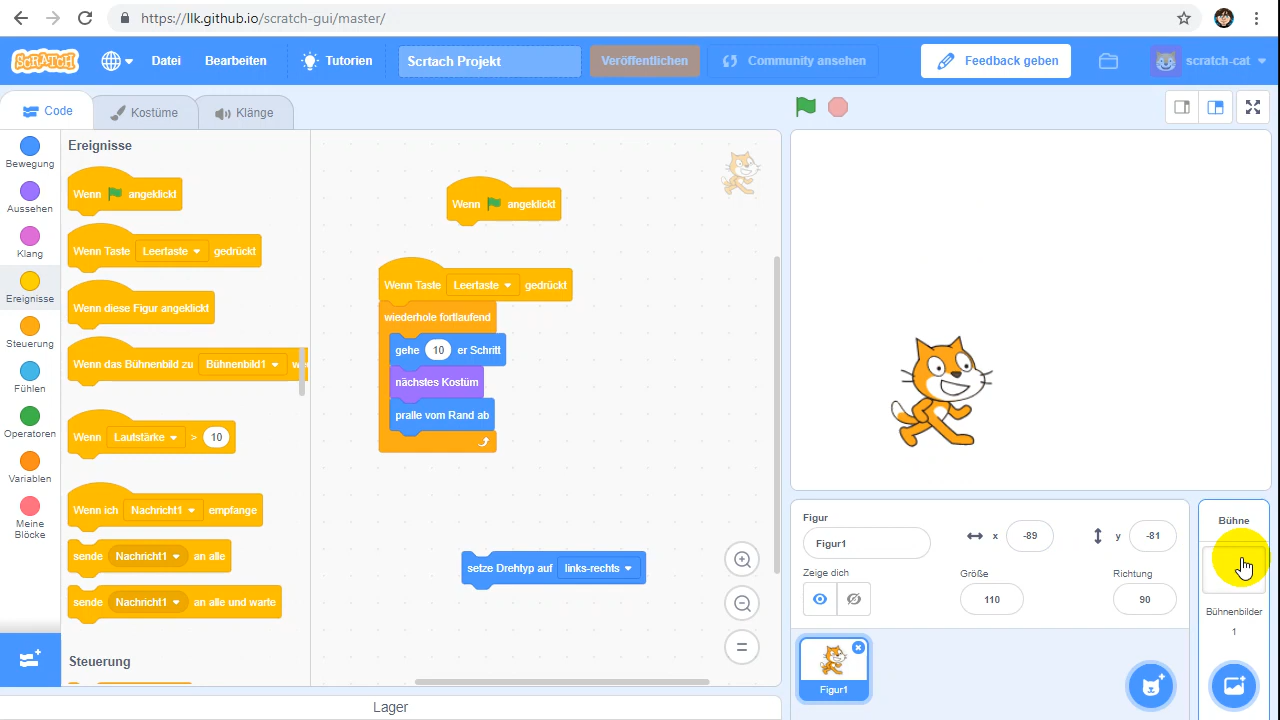 https://llk.github.io/scratch-gui/master/
SCRATCH
Datei
Bearbeiten
Tutorien
Scrtach Projekt
Veröffentlichen
Community ansehen
Feedback geben
scratch-cat
Code
Kostüme
Klänge
Bewegung
Aussehen
Klang
Ereignisse
Steuerung
Fühlen
Operatoren
Variablen
Meine
Blöcke
Ereignisse
Wenn angeklickt
Wenn Taste Leertaste gedrückt
Wenn diese Figur angeklickt
Wenn das Bühnenbild zu Bühnenbild1
Wenn Lautstärke > 10
Wenn ich Nachricht1 empfange
sende Nachricht1 an alle
sende Nachricht1 an alle und warte
Steuerung
Wenn angeklickt
Wenn Taste Leertaste gedrückt
wiederhole fortlaufend
gehe 10 er Schritt
nächstes Kostüm
pralle vom Rand ab
setze Drehtyp auf links-rechts
=
Lager
Figur
Figur1
x -89
y -81
Zeige dich
Größe
110
Richtung
90
Figur1
Bühne
Bühnenbilder
1